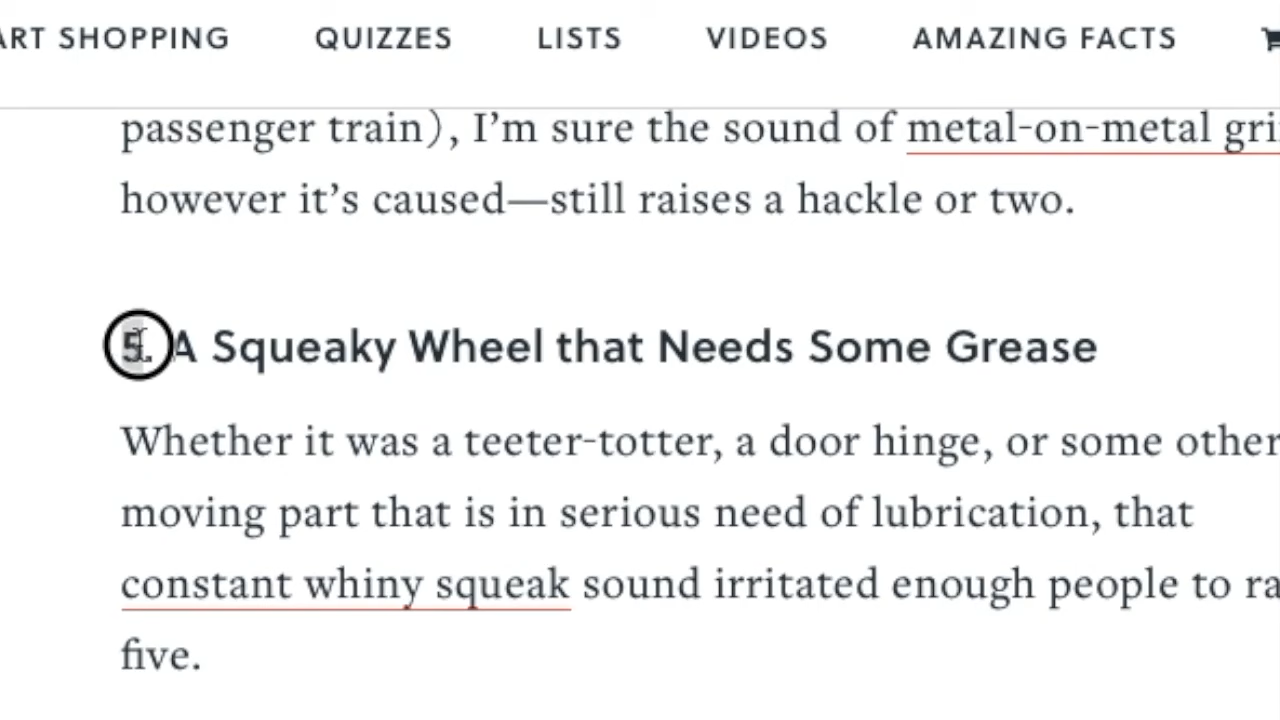 ART SHOPPING QUIZZES LISTS VIDEOS AMAZING FACTS
passenger train), I’m sure the sound of metal-on-metal gri
however it’s caused—still raises a hackle or two.
5. A Squeaky Wheel that Needs Some Grease
Whether it was a teeter-totter, a door hinge, or some other
moving part that is in serious need of lubrication, that
constant whiny squeak sound irritated enough people to ra
five.